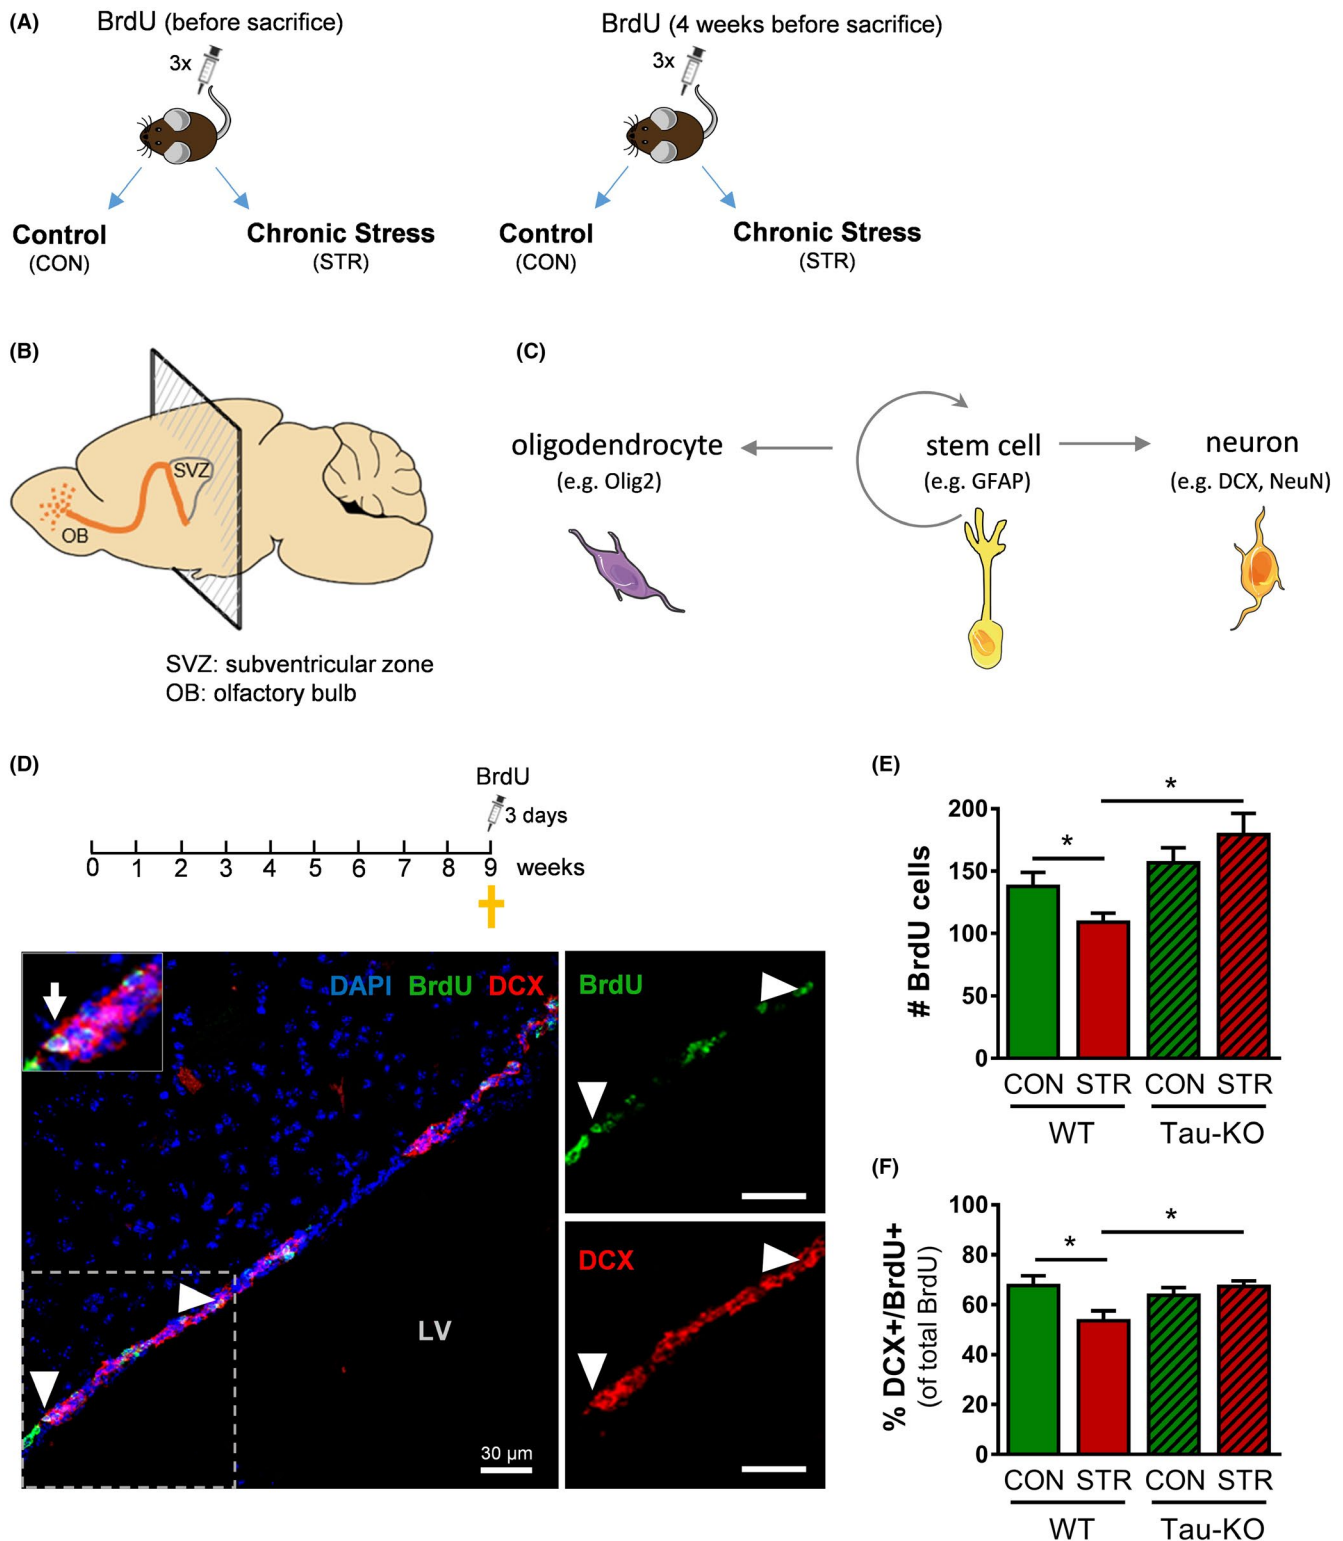 (A)
BrdU (before sacrifice)
3x
Control
(CON)
Chronic Stress
(STR)
BrdU (4 weeks before sacrifice)
3x
Control
(CON)
Chronic Stress
(STR)
(B)
SVZ
OB
SVZ: subventricular zone
OB: olfactory bulb
(C)
oligodendrocyte
(e.g. Olig2)
stem cell
(e.g. GFAP)
neuron
(e.g. DCX, NeuN)
(D)
BrdU
3 days
0 1 2 3 4 5 6 7 8 9 weeks
DAPI BrdU DCX
LV
30 µm
BrdU
DCX
(E)
# BrdU cells
200
150
100
50
0
*
*
CON STR CON STR
WT Tau-KO
(F)
% DCX+/BrdU+
(of total BrdU)
100
80
60
40
20
0
*
*
CON STR CON STR
WT Tau-KO